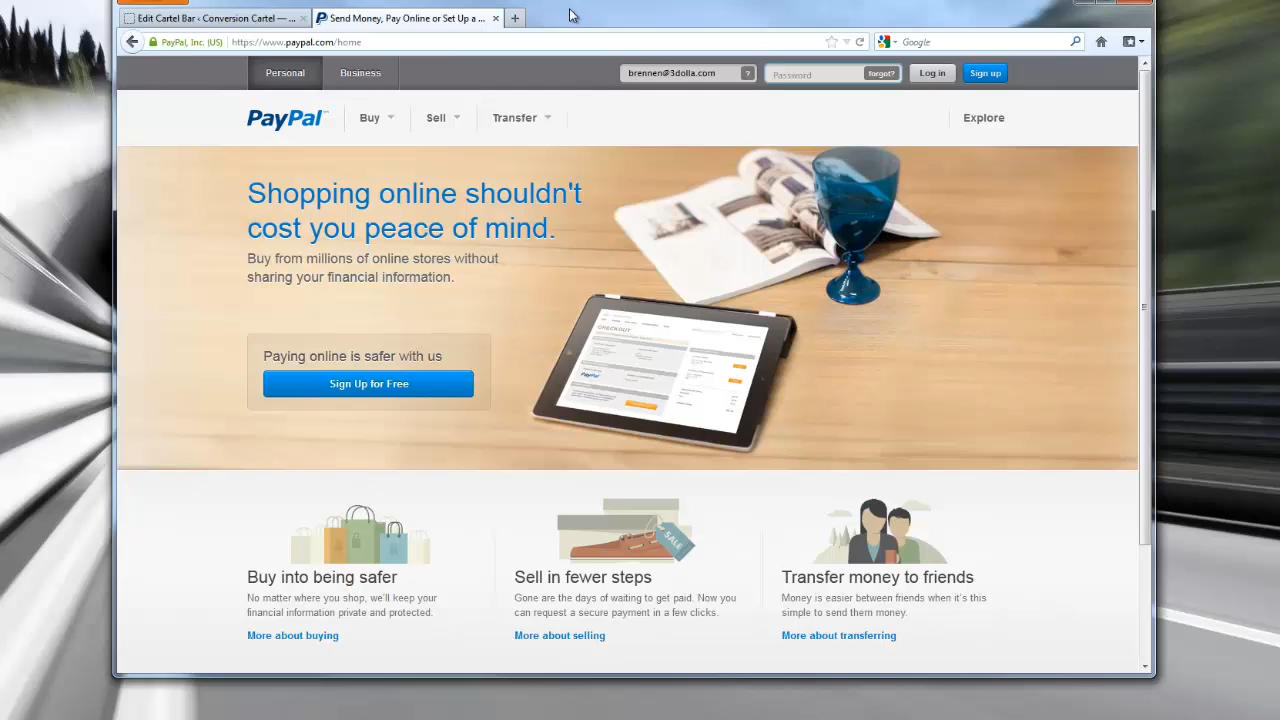 Edit Cartel Bar ‹ Conversion Cartel — ...
Send Money, Pay Online or Set Up a ...
PayPal, Inc. (US)
https://www.paypal.com/home
Google
Personal
Business
brennen@3dolla.com
?
Password
forgot?
Log in
Sign up
PayPal
Buy
Sell
Transfer
Explore
Shopping online shouldn't
cost you peace of mind.
Buy from millions of online stores without
sharing your financial information.
Paying online is safer with us
Sign Up for Free
CHECKOUT
PayPal
SALE
Buy into being safer
No matter where you shop, we'll keep your
financial information private and protected.
More about buying
Sell in fewer steps
Gone are the days of waiting to get paid. Now you
can request a secure payment in a few clicks.
More about selling
Transfer money to friends
Money is easier between friends when it's this
simple to send them money.
More about transferring